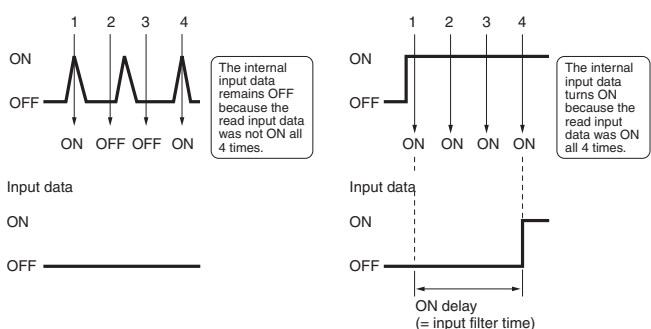 1 2 3 4
ON
OFF
The internal
input data
remains OFF
because the
read input data
was not ON all
4 times.
ON OFF OFF ON
Input data
ON
OFF
1 2 3 4
ON
OFF
The internal
input data
turns ON
because the
read input
data was ON
all 4 times.
ON ON ON ON
Input data
ON
OFF
ON delay
(= input filter time)